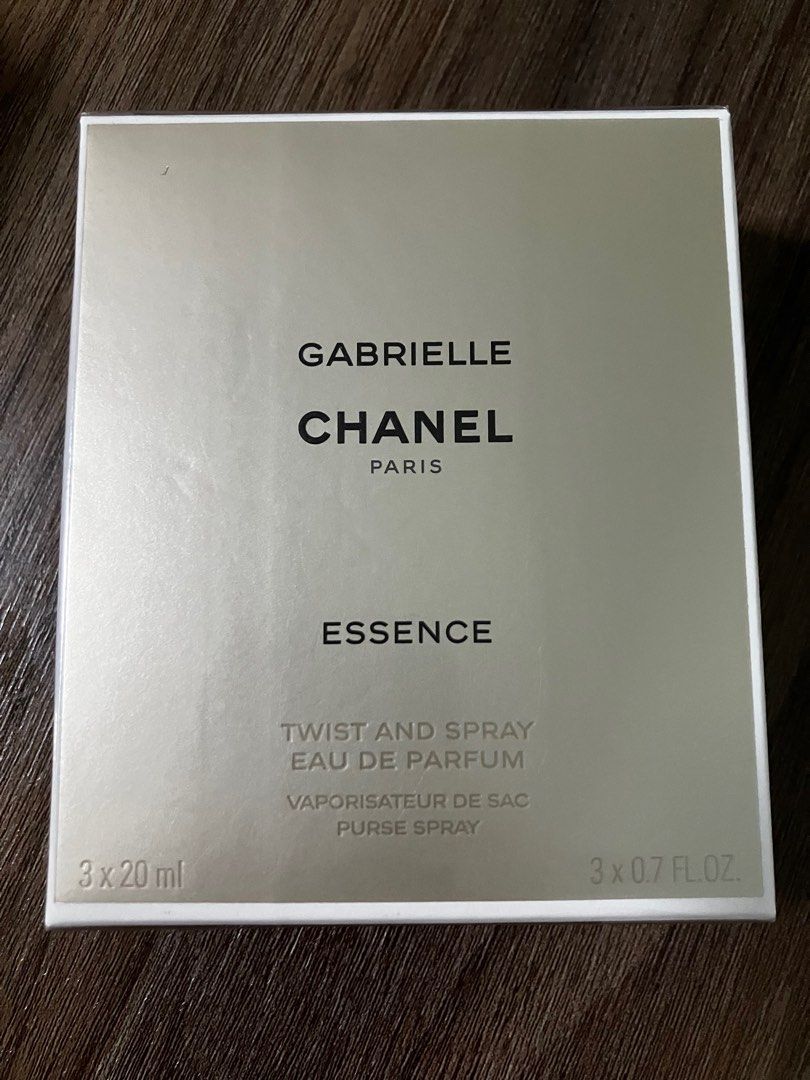 GABRIELLE
CHANEL
PARIS
ESSENCE
TWIST AND SPRAY
EAU DE PARFUM
VAPORISATEUR DE SAC
PURSE SPRAY
3 x 20 ml
3 x 0.7 FL.OZ.